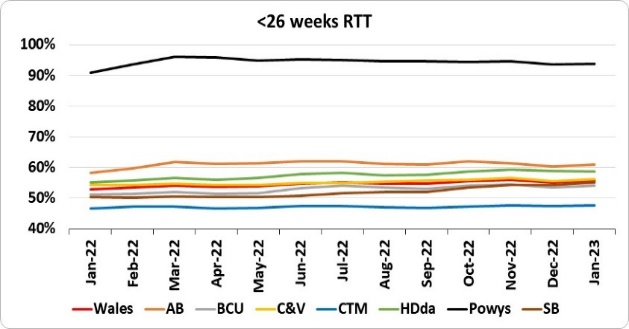 <26 weeks RTT
100%
90%
80%
70%
60%
50%
40%
Jan-22
Feb-22
Mar-22
Apr-22
May-22
Jun-22
Jul-22
Aug-22
Sep-22
Oct-22
Nov-22
Dec-22
Jan-23
Wales AB BCU C&V CTM HDda Powys SB